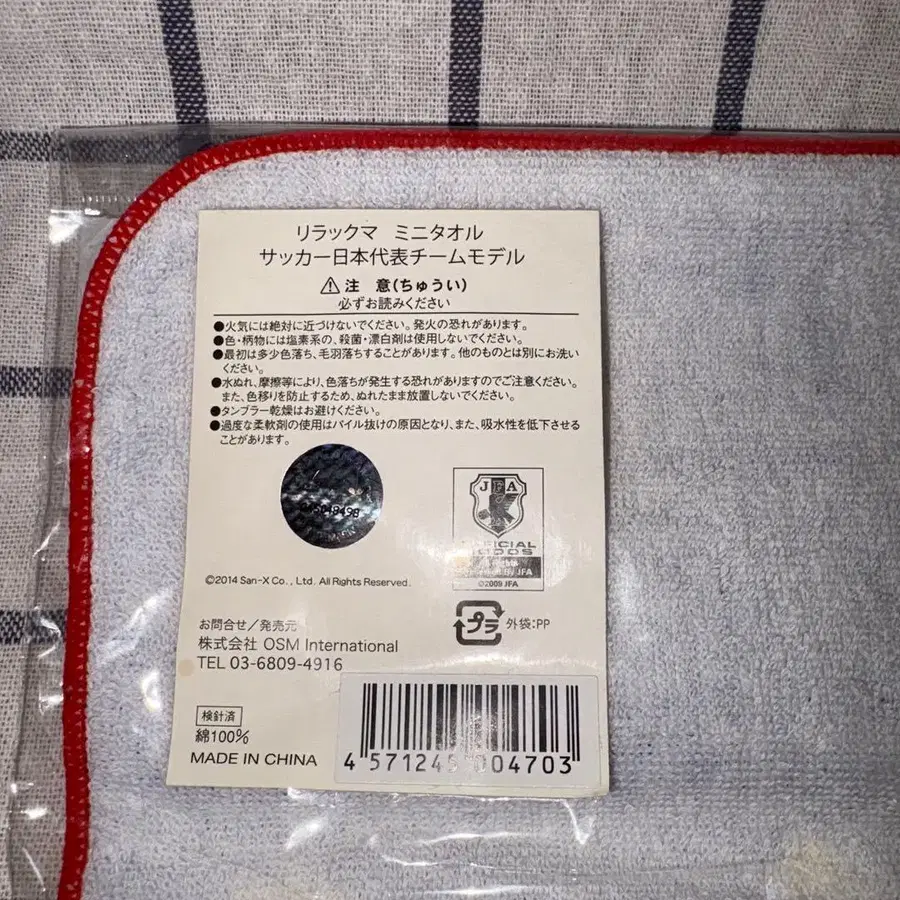 リラックマ ミニタオル
サッカー日本代表チームモデル
⚠注 意(ちゅうい)
必ずお読みください
●火気には絶対に近づけないでください。発火の恐れがあります。
●色・柄物には塩素系の、殺菌・漂白剤は使用しないでください。
●最初は多少色落ち、毛羽落ちすることがあります。他のものとは別にお洗い
ください。
●水ぬれ、摩擦等により、色落ちが発生する恐れがありますのでご注意ください。
また、色移りを防止するため、ぬれたまま放置しないでください。
●タンブラー乾燥はお避けください。
●過度な柔軟剤の使用はパイル抜けの原因となり、また、吸水性を低下させる
ことがあります。
JFA
OFFICIAL
GOODS
by JFA
©2009 JFA
©2014 San-X Co., Ltd. All Rights Reserved.
プラ 外袋:PP
お問合せ/発売元
株式会社 OSM International
TEL 03-6809-4916
検針済
綿100%
MADE IN CHINA
004703